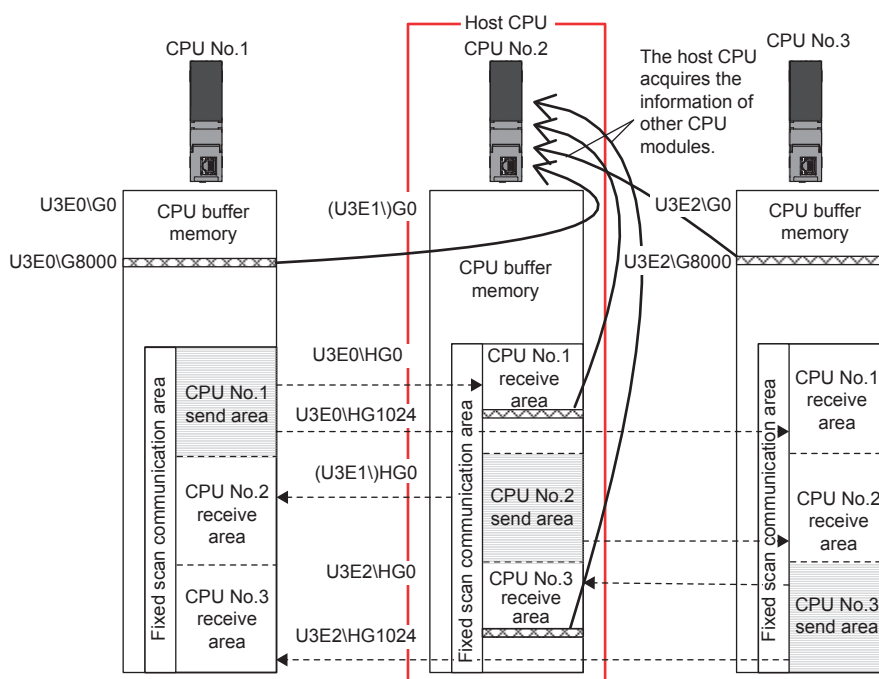 Host CPU
CPU No.1
CPU No.2
CPU No.3
The host CPU
acquires the
information of
other CPU
modules.
U3E0\G0
CPU buffer
memory
U3E0\G8000
(U3E1\)G0
CPU buffer
memory
U3E2\G0
CPU buffer
memory
U3E2\G8000
Fixed scan communication area
CPU No.1
send area
CPU No.2
receive
area
CPU No.3
receive
area
U3E0\HG0
U3E0\HG1024
(U3E1\)HG0
U3E2\HG0
U3E2\HG1024
Fixed scan communication area
CPU No.1
receive
area
CPU No.2
send area
CPU No.3
receive
area
Fixed scan communication area
CPU No.1
receive
area
CPU No.2
receive
area
CPU No.3
send area